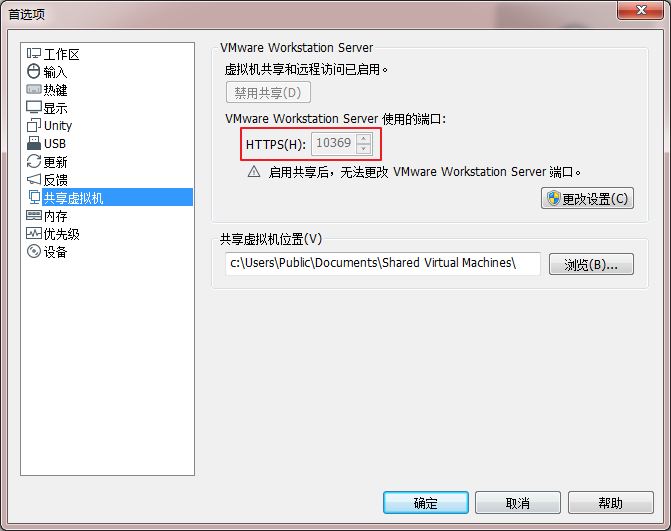 首选项
工作区
输入
热键
显示
Unity
USB
更新
反馈
共享虚拟机
内存
优先级
设备
VMware Workstation Server
虚拟机共享和远程访问已启用。
禁用共享(D)
VMware Workstation Server 使用的端口:
HTTPS(H): 10369
启用共享后，无法更改 VMware Workstation Server 端口。
更改设置(C)
共享虚拟机位置(V)
c:\Users\Public\Documents\Shared Virtual Machines\
浏览(B)...
确定 取消 帮助